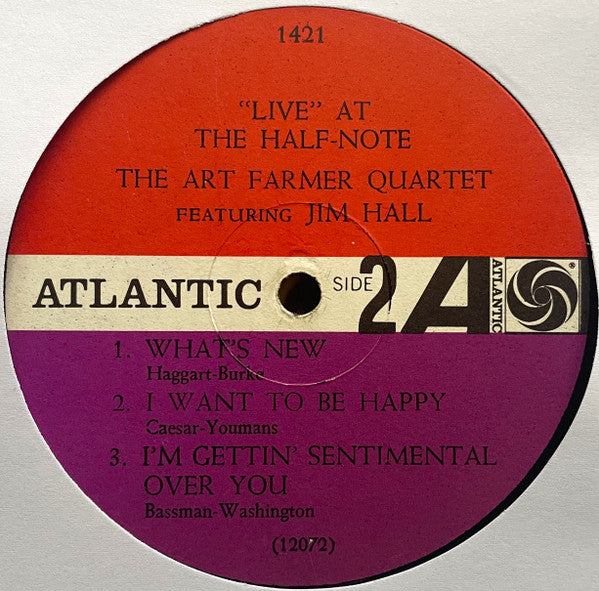 1421
"LIVE" AT
THE HALF-NOTE
THE ART FARMER QUARTET
FEATURING JIM HALL
ATLANTIC
SIDE 2
A
ATLANTIC
1. WHAT'S NEW
Haggart-Burke
2. I WANT TO BE HAPPY
Caesar-Youmans
3. I'M GETTIN' SENTIMENTAL
OVER YOU
Bassman-Washington
(12072)